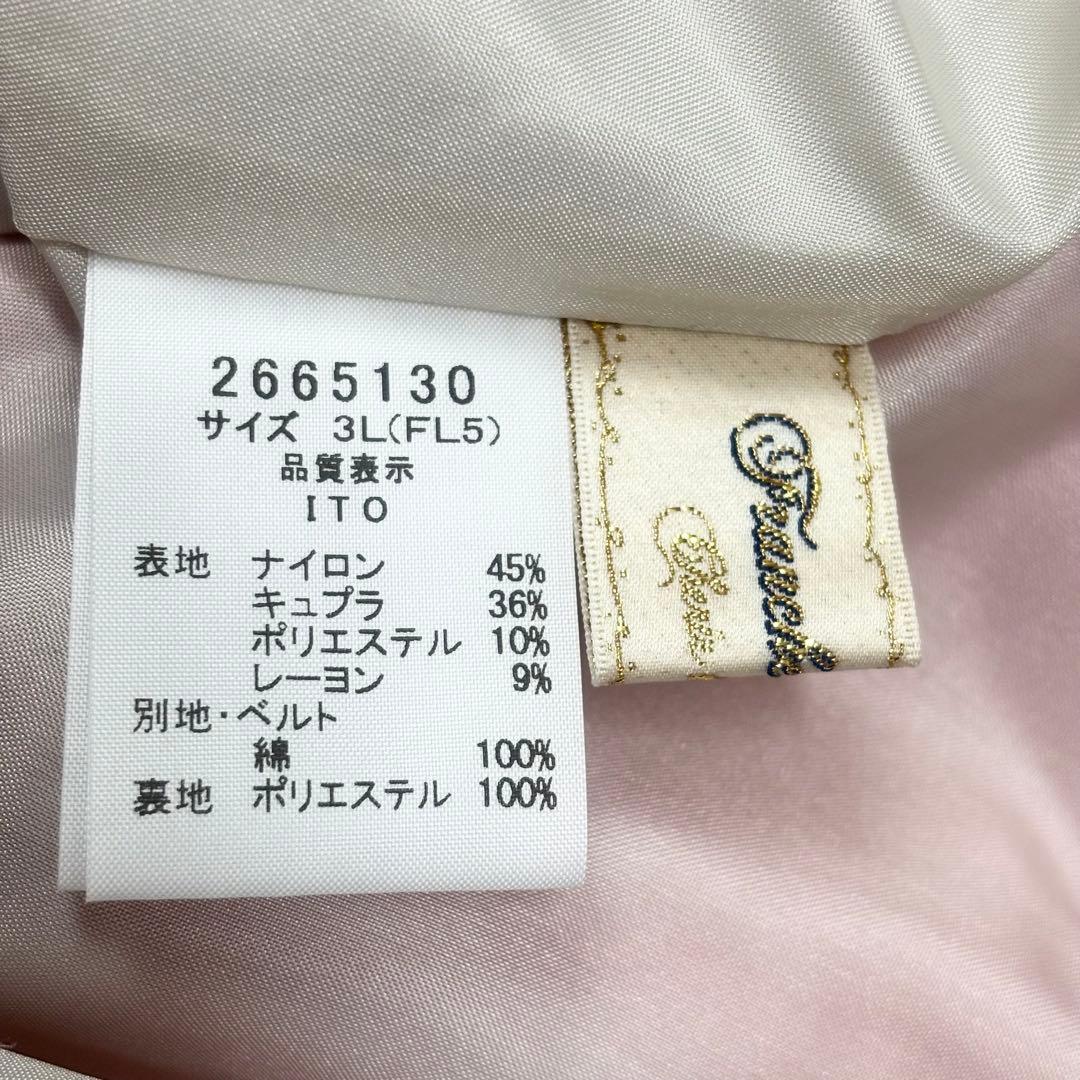 2665130
サイズ 3L(FL5)
品質表示
ITO
表地 ナイロン 45%
キュプラ 36%
ポリエステル 10%
レーヨン 9%
別地・ベルト
綿 100%
裏地 ポリエステル 100%